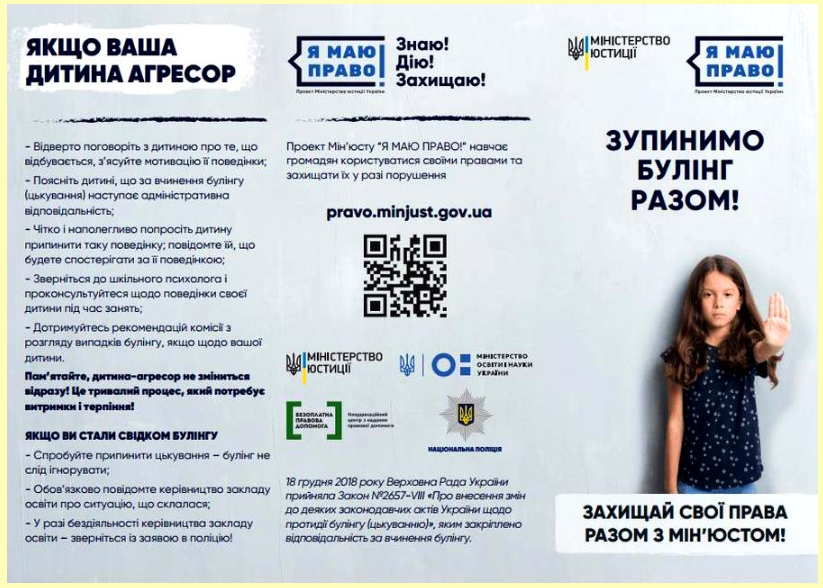 ЯКЩО ВАША
ДИТИНА АГРЕСОР
- Відверто поговоріть з дитиною про те, що
відбувається, з’ясуйте мотивацію її поведінки;
- Поясніть дитині, що за вчинення булінгу
(цькування) наступає адміністративна
відповідальність;
- Чітко і наполегливо попросіть дитину
припинити таку поведінку; повідомте їй, що
будете спостерігати за її поведінкою;
- Зверніться до шкільного психолога і
проконсультуйтеся щодо поведінки своєї
дитини під час занять;
- Дотримуйтесь рекомендацій комісії з
розгляду випадків булінгу, якщо щодо вашої
дитини.
Пам’ятайте, дитина-агресор не зміниться
відразу! Це тривалий процес, який потребує
витримки і терпіння!
ЯКЩО ВИ СТАЛИ СВІДКОМ БУЛІНГУ
- Спробуйте припинити цькування – булінг не
слід ігнорувати;
- Обов’язково повідомте керівництво закладу
освіти про ситуацію, що склалася;
- У разі бездіяльності керівництва закладу
освіти – зверніться із заявою в поліцію!
Я МАЮ
ПРАВО!
Проект Міністерства юстиції України
Знаю!
Дію!
Захищаю!
Проект Мін’юсту “Я МАЮ ПРАВО!” навчає
громадян користуватися своїми правами та
захищати їх у разі порушення
pravo.minjust.gov.ua
МІНІСТЕРСТВО
ЮСТИЦІЇ
МІНІСТЕРСТВО
ОСВІТИ І НАУКИ
УКРАЇНИ
БЕЗОПЛАТНА
ПРАВОВА
ДОПОМОГА
Координаційний
центр з надання
правової допомоги
НАЦІОНАЛЬНА ПОЛІЦІЯ
18 грудня 2018 року Верховна Рада України
прийняла Закон №2657-VIII «Про внесення змін
до деяких законодавчих актів України щодо
протидії булінгу (цькуванню)», яким закріплено
відповідальність за вчинення булінгу.
МІНІСТЕРСТВО
ЮСТИЦІЇ
Я МАЮ
ПРАВО!
Проект Міністерства юстиції України
ЗУПИНИМО
БУЛІНГ
РАЗОМ!
ЗАХИЩАЙ СВОЇ ПРАВА
РАЗОМ З МІН’ЮСТОМ!